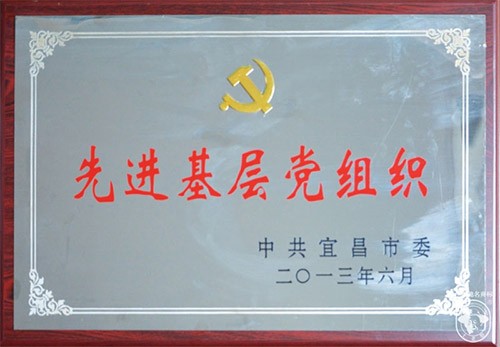 先进基层党组织
中共宜昌市委
二〇一三年六月